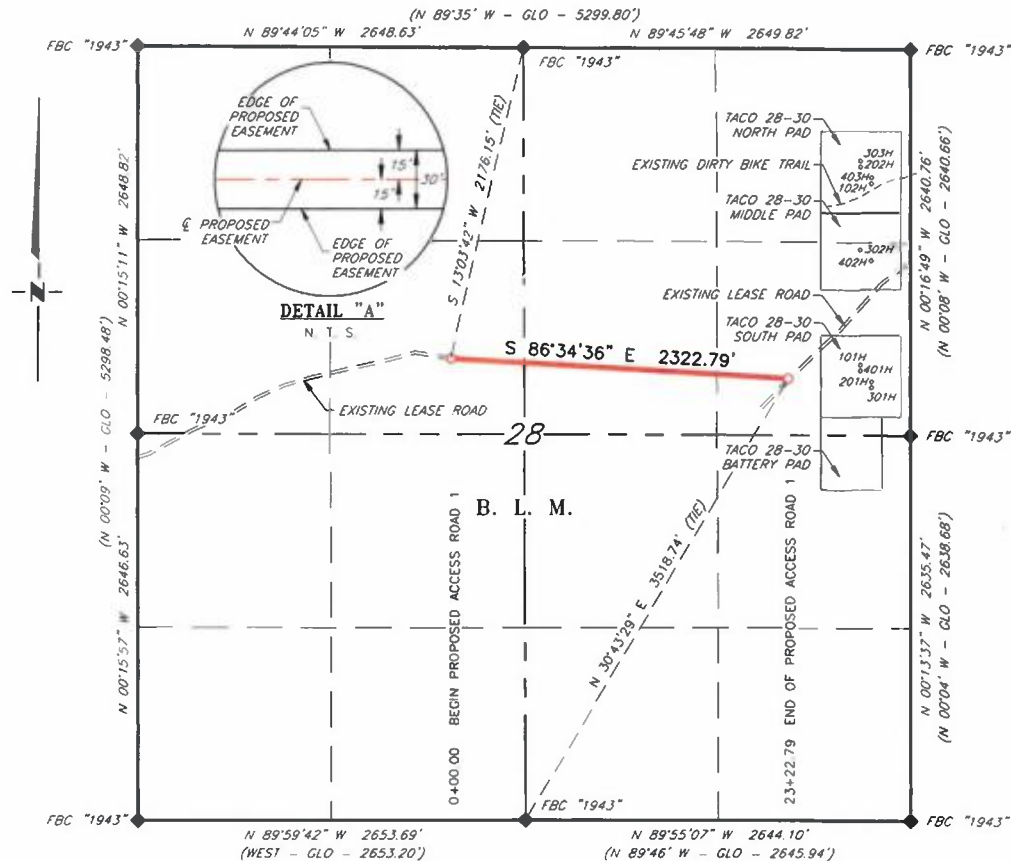 (N 89°35' W - GLO - 5299.80')
N 89°44'05" W 2648.63'
N 89°45'48" W 2649.82'
FBC "1943"
FBC "1943"
FBC "1943"
EDGE OF
PROPOSED
EASEMENT
15'
30'
15'
℄ PROPOSED
EASEMENT
EDGE OF
PROPOSED
EASEMENT
DETAIL "A"
N. T. S.
S 13°03'42" W 2176.15' (TIE)
TACO 28-30
NORTH PAD
303H
202H
EXISTING DIRTY BIKE TRAIL
403H
102H
TACO 28-30
MIDDLE PAD
302H
402H
EXISTING LEASE ROAD
TACO 28-30
SOUTH PAD
101H
401H
201H
301H
N 00°15'11" W 2648.82'
(N 00°09' W - GLO - 5298.48')
N 00°16'49" W 2640.76'
(N 00°08' W - GLO - 2640.66')
Z
S 86°34'36" E 2322.79'
EXISTING LEASE ROAD
FBC "1943"
28
FBC "1943"
TACO 28-30
BATTERY PAD
B. L. M.
N 00°15'57" W 2646.63'
0+00.00 BEGIN PROPOSED ACCESS ROAD 1
N 30°43'29" E 3518.74' (TIE)
23+22.79 END OF PROPOSED ACCESS ROAD 1
N 00°13'37" W 2635.47'
(N 00°04' W - GLO - 2638.68')
FBC "1943"
FBC "1943"
FBC "1943"
N 89°59'42" W 2653.69'
(WEST - GLO - 2653.20')
N 89°55'07" W 2644.10'
(N 89°46' W - GLO - 2645.94')